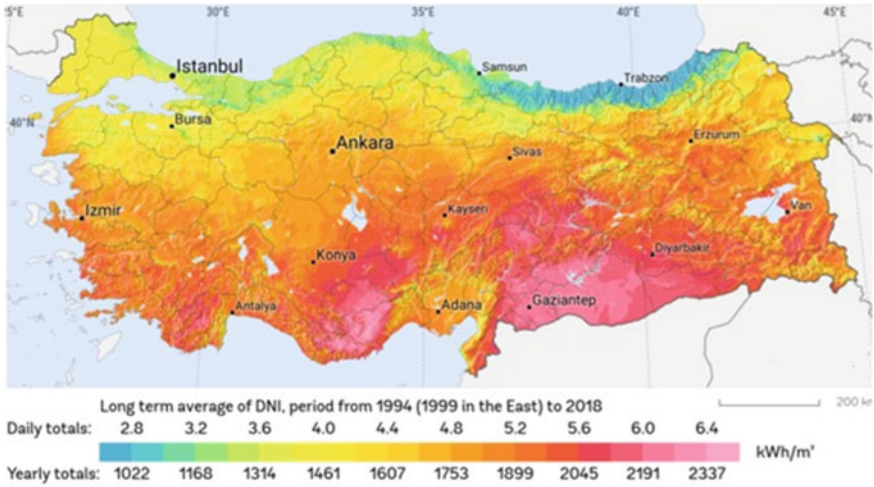 25°E 30°E 35°E 40°E 45°E
Istanbul
Samsun
Trabzon
40°N Bursa 40°N
Ankara Erzurum
Sivas
Izmir Kayseri Van
Konya Diyarbakir
Antalya Adana Gaziantep
Long term average of DNI, period from 1994 (1999 in the East) to 2018
200 km
Daily totals: 2.8 3.2 3.6 4.0 4.4 4.8 5.2 5.6 6.0 6.4
kWh/m²
Yearly totals: 1022 1168 1314 1461 1607 1753 1899 2045 2191 2337